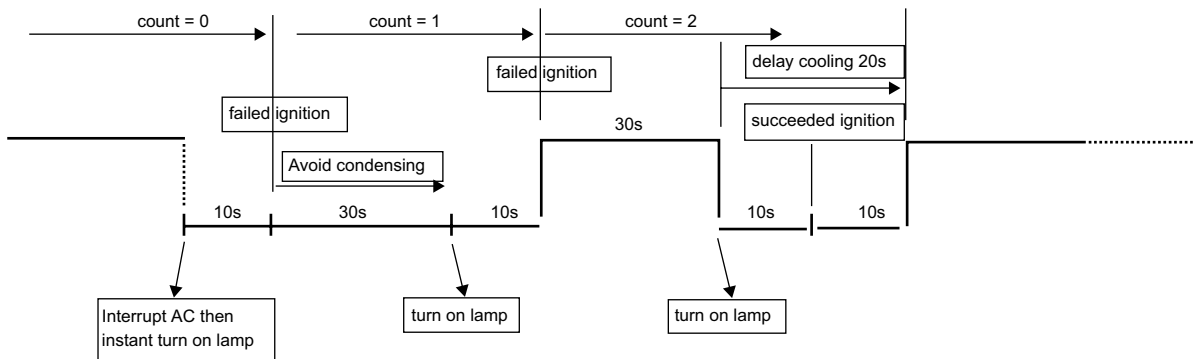 count = 0
count = 1
count = 2
delay cooling 20s
failed ignition
failed ignition
succeeded ignition
30s
Avoid condensing
10s
30s
10s
10s
10s
Interrupt AC then
instant turn on lamp
turn on lamp
turn on lamp